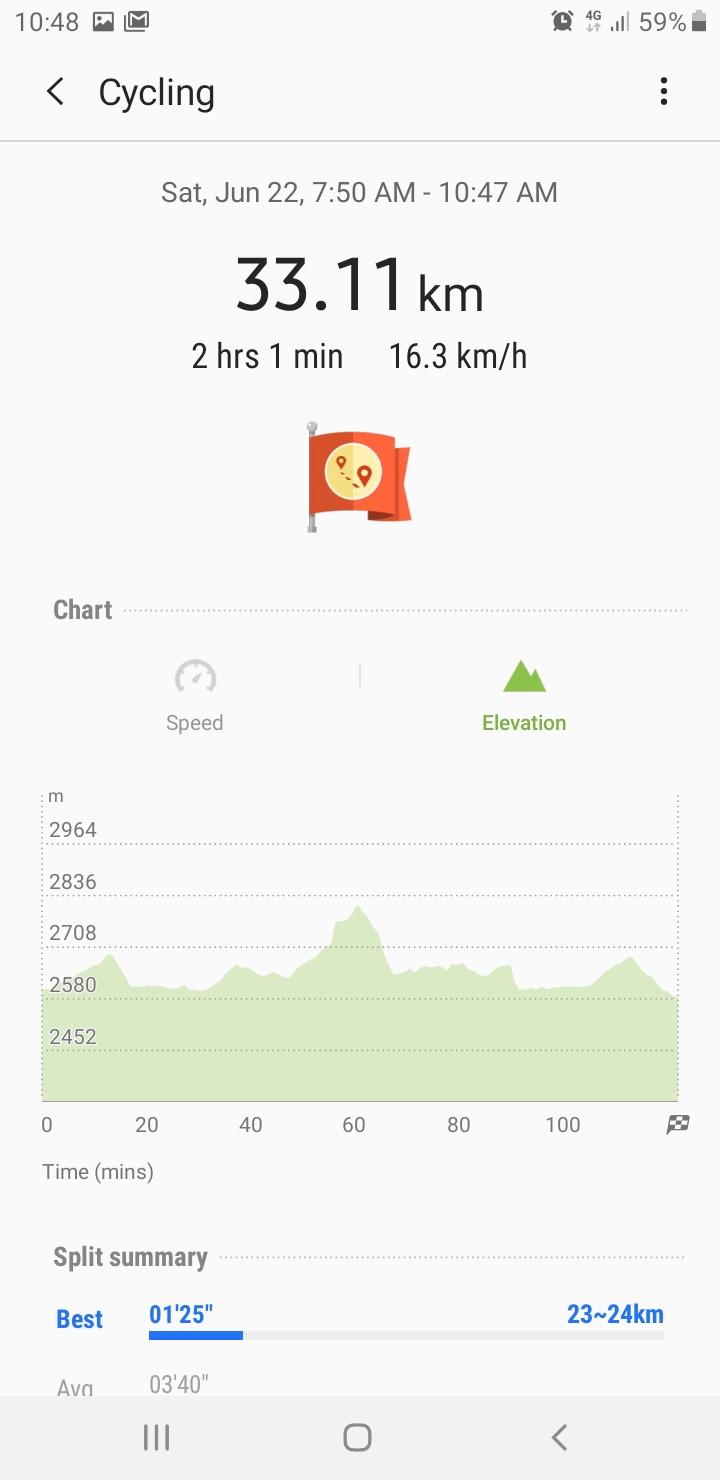 10:48 4G 59%
Cycling
Sat, Jun 22, 7:50 AM - 10:47 AM
33.11 km
2 hrs 1 min 16.3 km/h
Chart
Speed Elevation
m
2964
2836
2708
2580
2452
0 20 40 60 80 100
Time (mins)
Split summary
Best 01'25" 23~24km
Avg 03'40"